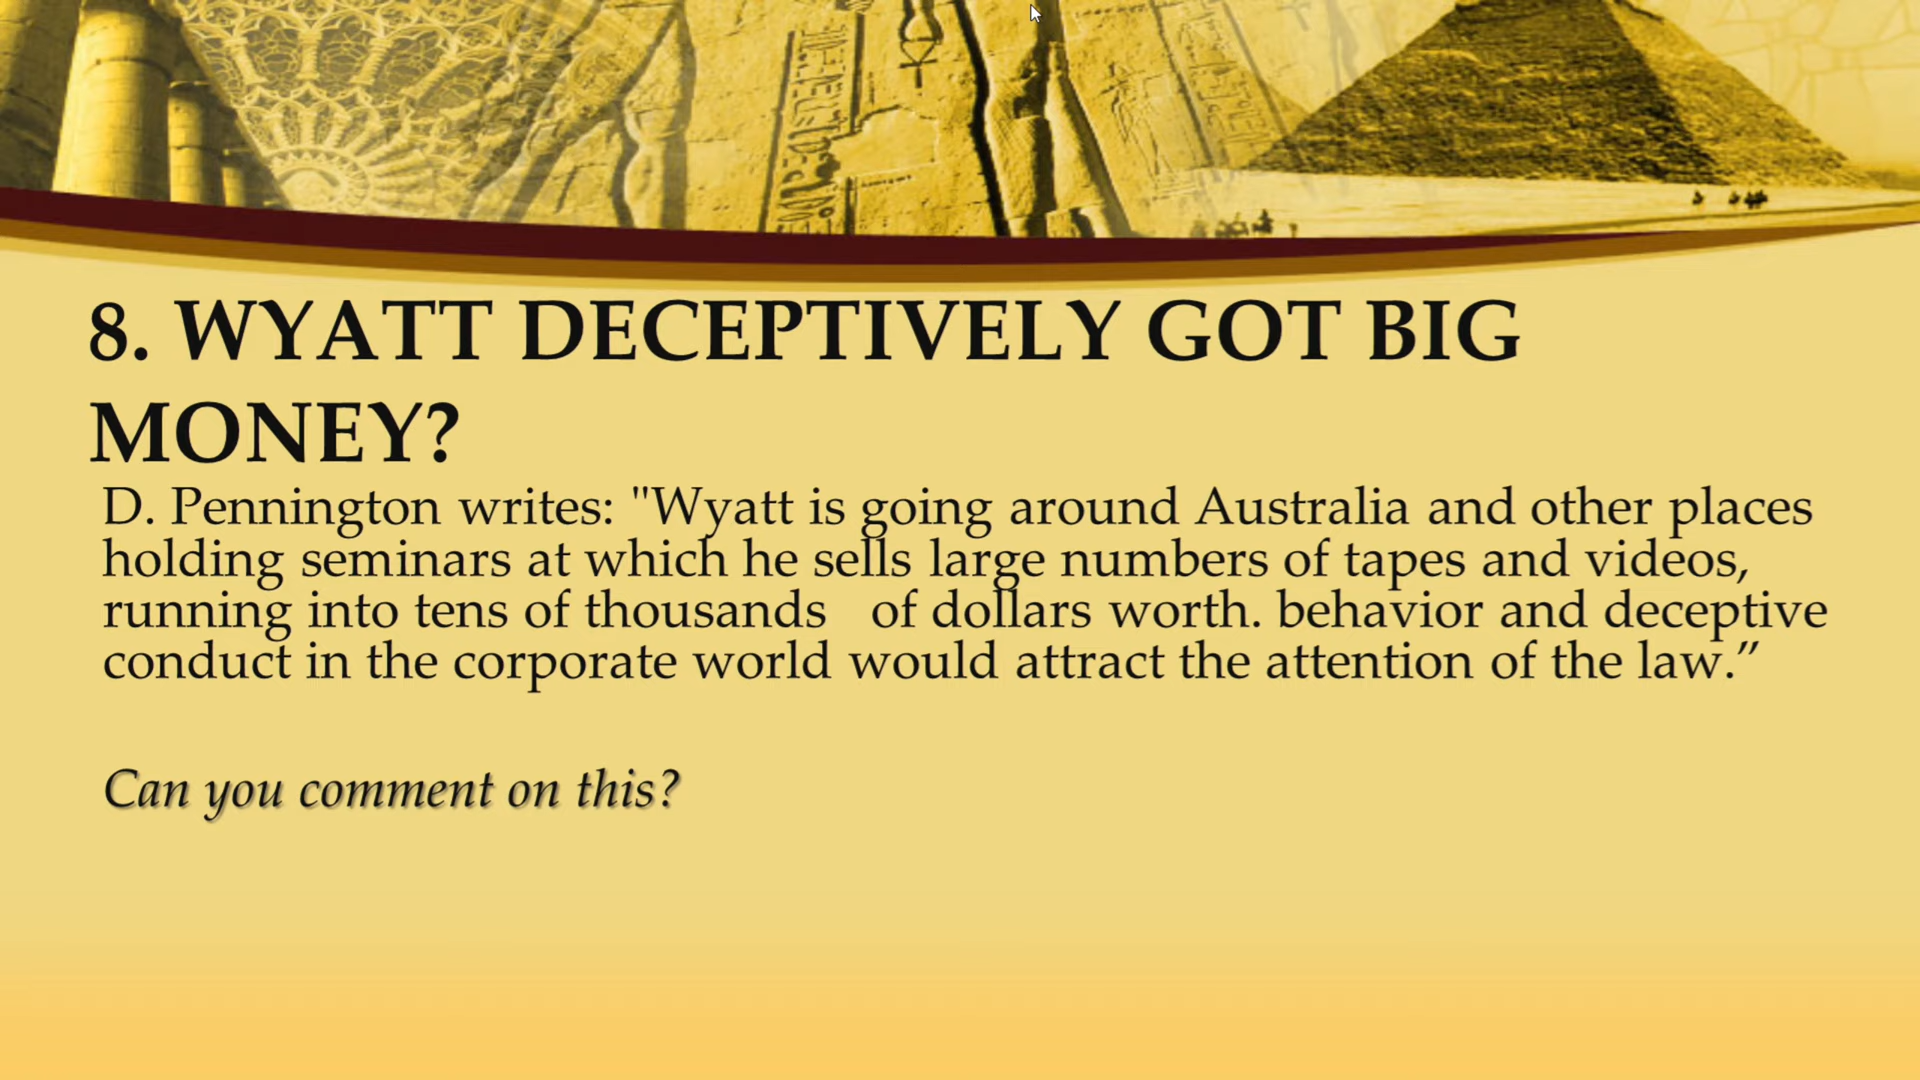 8. WYATT DECEPTIVELY GOT BIG
MONEY?
D. Pennington writes: "Wyatt is going around Australia and other places
holding seminars at which he sells large numbers of tapes and videos,
running into tens of thousands   of dollars worth. behavior and deceptive
conduct in the corporate world would attract the attention of the law.”
Can you comment on this?